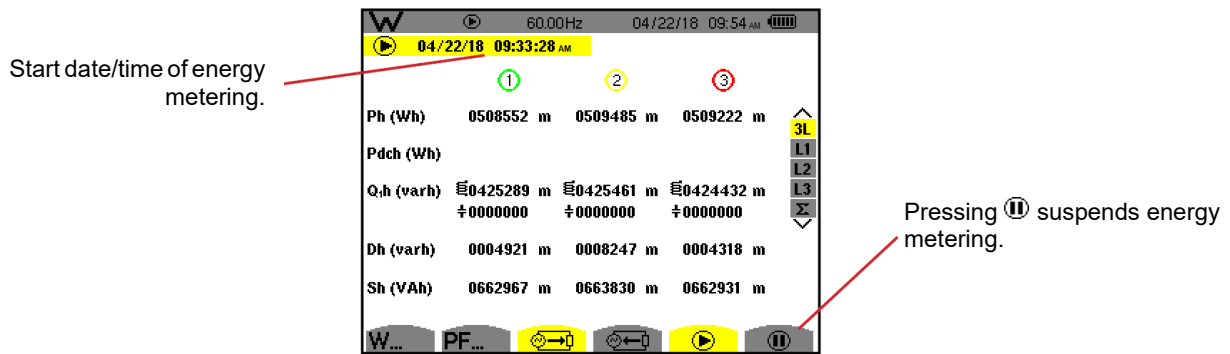 W 60.00Hz 04/22/18 09:54 AM
04/22/18 09:33:28 AM
Start date/time of energy
metering.
1 2 3
Ph (Wh) 0508552 m 0509485 m 0509222 m
3L
Pdch (Wh)
L1
L2
Q₁h (varh) 0425289 m 0425461 m 0424432 m
L3
0000000 0000000 0000000
Σ
Pressing suspends energy
metering.
Dh (varh) 0004921 m 0008247 m 0004318 m
Sh (VAh) 0662967 m 0663830 m 0662931 m
W... PF...